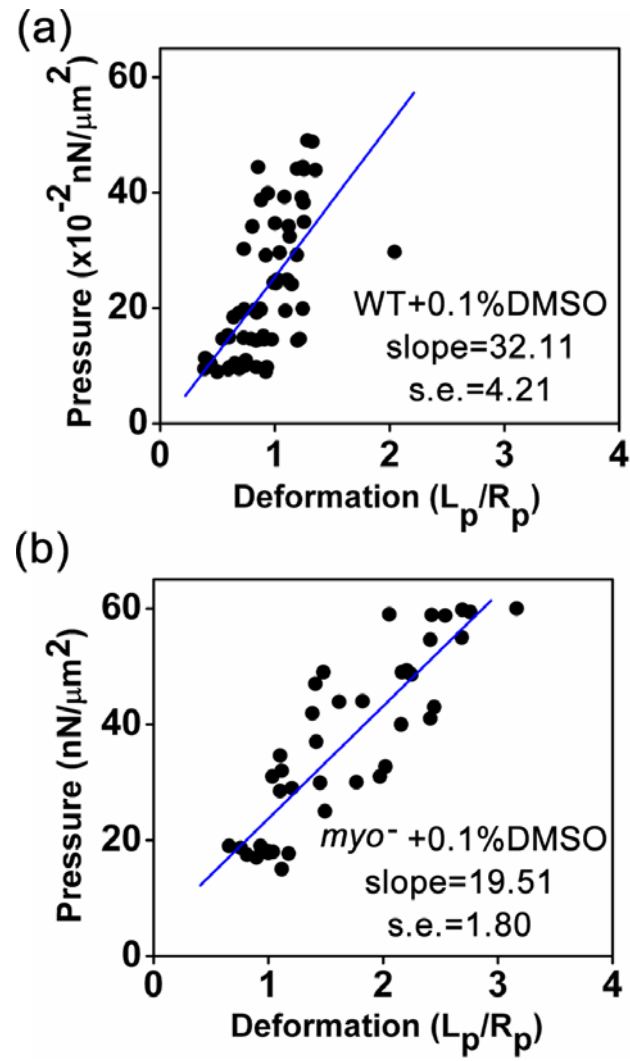 (a)
Pressure (x10⁻² nN/μm²)
60
40
20
0
WT+0.1%DMSO
slope=32.11
s.e.=4.21
0 1 2 3 4
Deformation (Lₚ/Rₚ)
(b)
Pressure (nN/μm²)
60
40
20
0
myo⁻ +0.1%DMSO
slope=19.51
s.e.=1.80
0 1 2 3 4
Deformation (Lₚ/Rₚ)